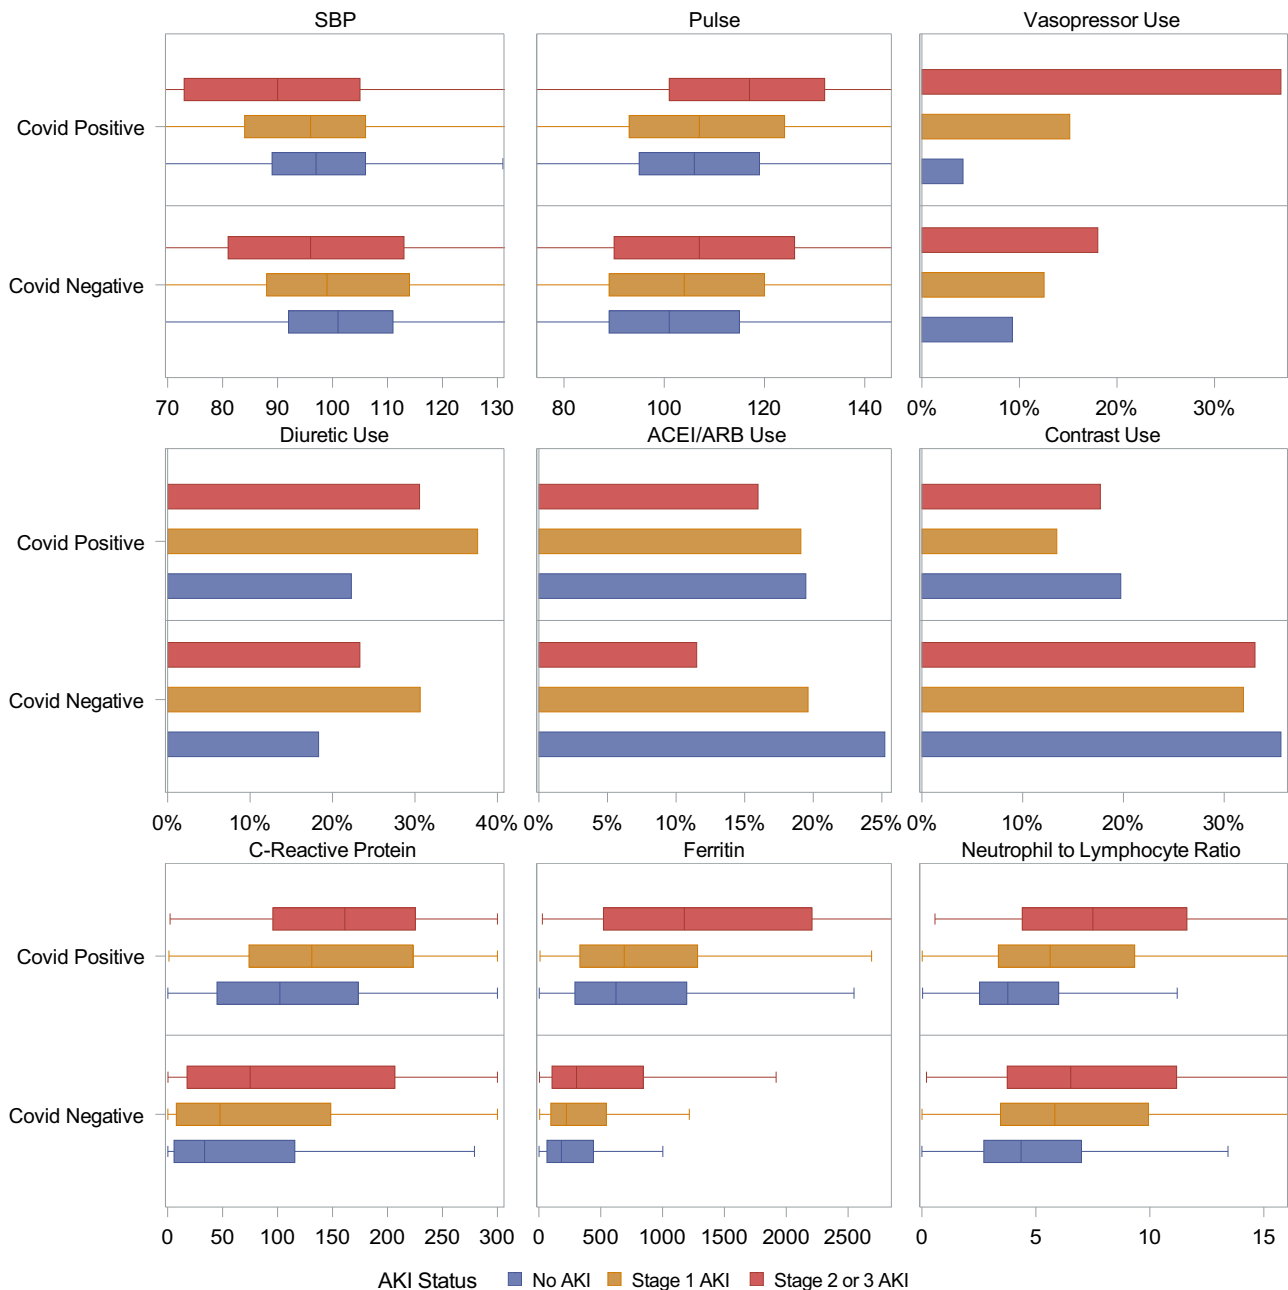 SBP Pulse Vasopressor Use
Covid Positive
Covid Negative
70 80 90 100 110 120 130 80 100 120 140 0% 10% 20% 30%
Diuretic Use ACEI/ARB Use Contrast Use
Covid Positive
Covid Negative
0% 10% 20% 30% 40% 0% 5% 10% 15% 20% 25% 0% 10% 20% 30%
C-Reactive Protein Ferritin Neutrophil to Lymphocyte Ratio
Covid Positive
Covid Negative
0 50 100 150 200 250 300 0 500 1000 1500 2000 2500 0 5 10 15
AKI Status No AKI Stage 1 AKI Stage 2 or 3 AKI